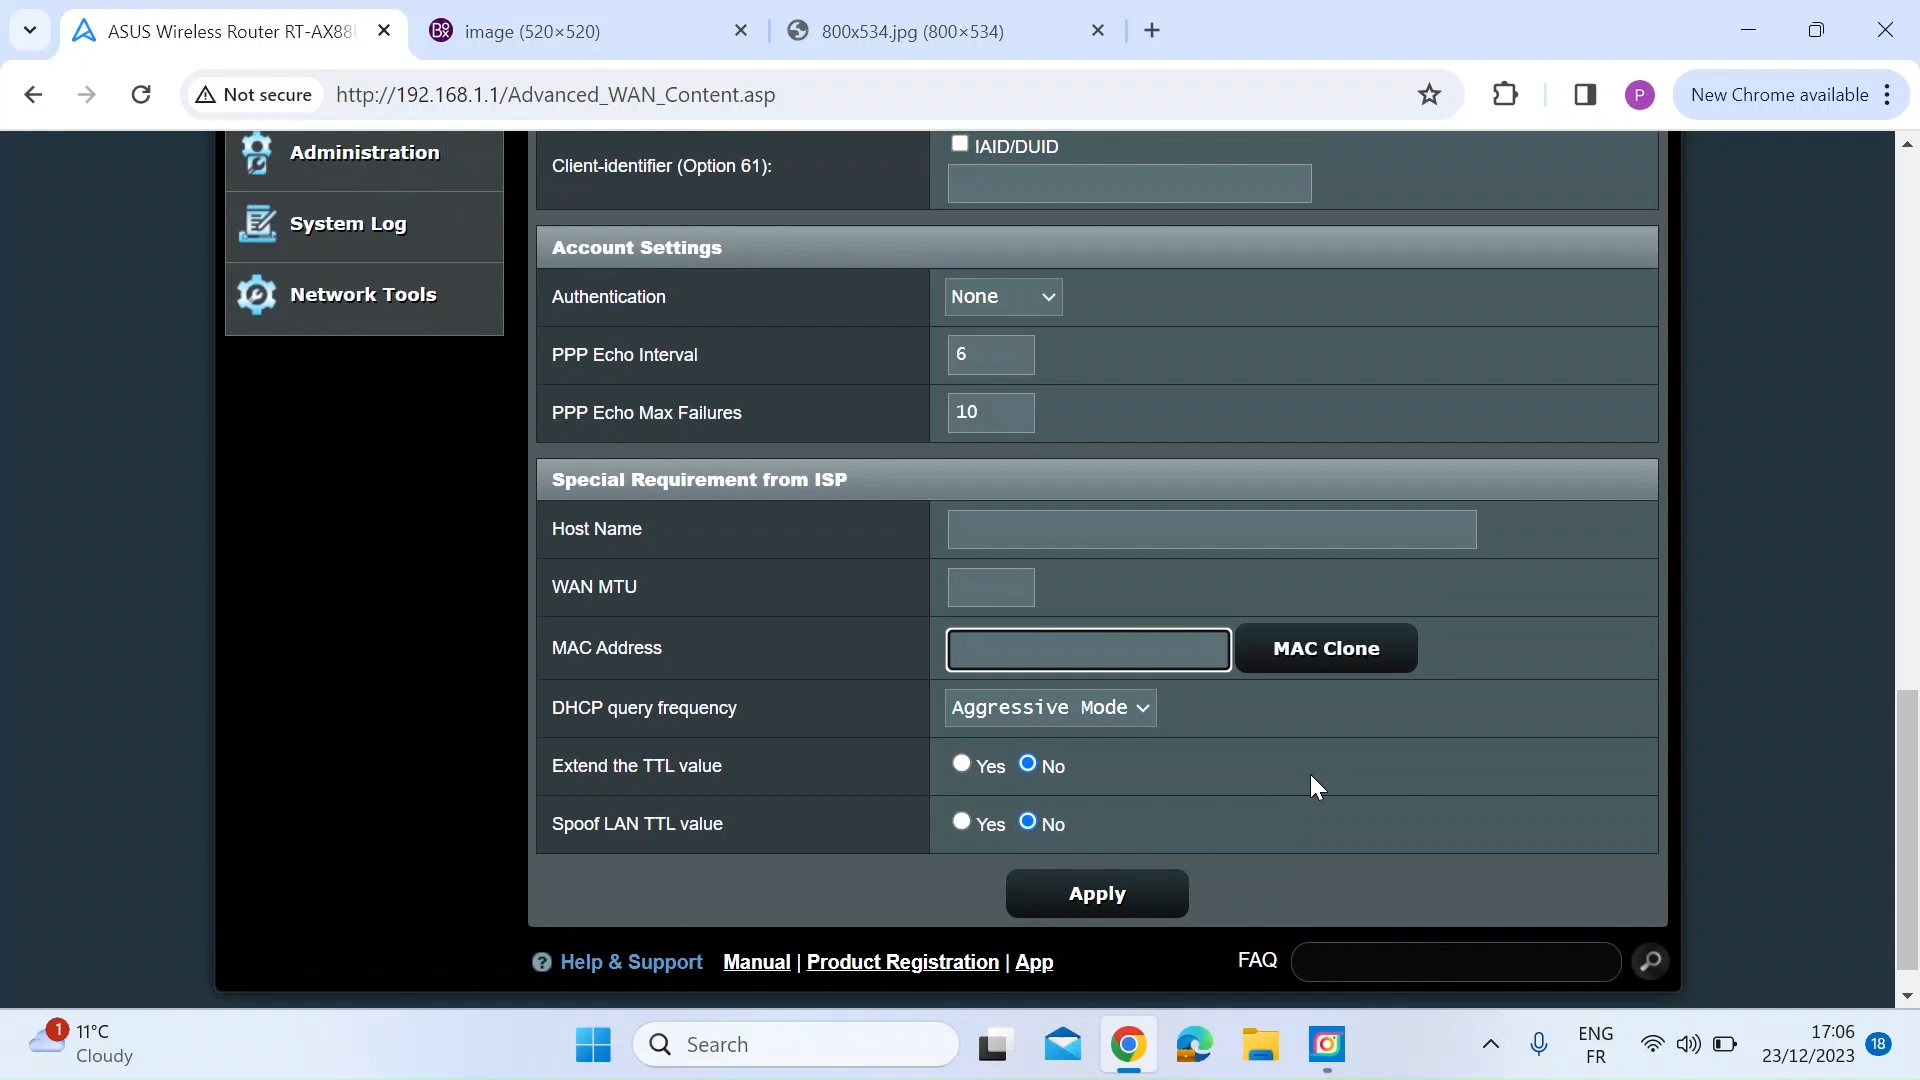 ASUS Wireless Router RT-AX88U
image (520×520)
800x534.jpg (800×534)
Not secure
http://192.168.1.1/Advanced_WAN_Content.asp
P
New Chrome available
Administration
System Log
Network Tools
Client-identifier (Option 61):
IAID/DUID
Account Settings
Authentication
None
PPP Echo Interval
6
PPP Echo Max Failures
10
Special Requirement from ISP
Host Name
WAN MTU
MAC Address
MAC Clone
DHCP query frequency
Aggressive Mode
Extend the TTL value
Yes No
Spoof LAN TTL value
Yes No
Apply
Help & Support Manual | Product Registration | App
FAQ
1
11°C
Cloudy
Search
ENG
FR
17:06
23/12/2023
18